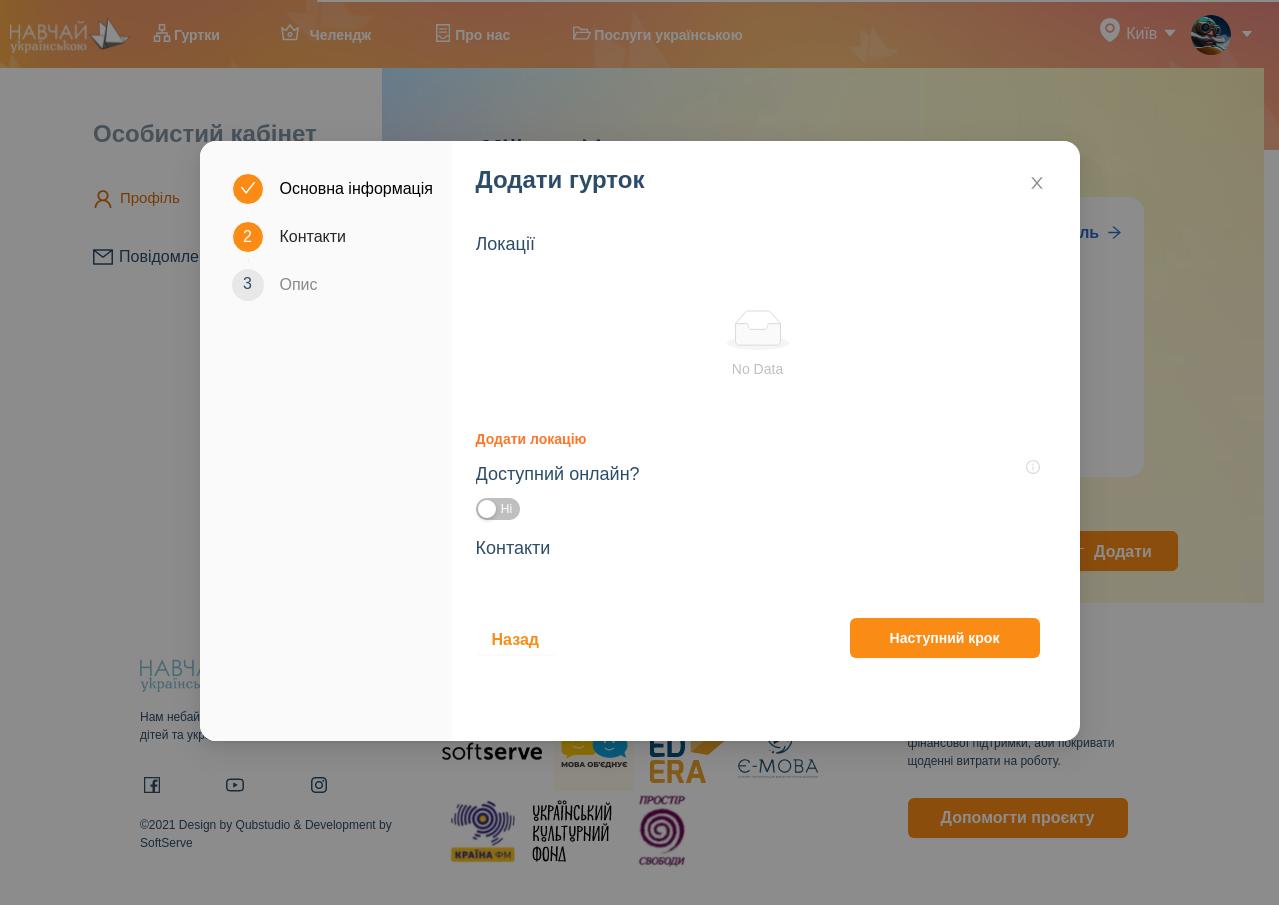 НАВЧАЙ
українською
Гуртки
Челендж
Про нас
Послуги українською
Київ
Особистий кабінет
Профіль
Повідомле
Основна інформація
2
Контакти
3
Опис
Додати гурток
Локації
No Data
Додати локацію
Доступний онлайн?
Ні
Контакти
Назад
Наступний крок
Додати
НАВЧА
українсь
Нам небай
дітей та укр
©2021 Design by Qubstudio & Development by
SoftServe
softserve
МОВА ОБ'ЄДНУЄ
ED
ERA
Є-МОВА
КРАЇНА ФМ
УКРАЇНСЬКИЙ
КУЛЬТУРНИЙ
ФОНД
ПРОСТІР
СВОБОДИ
фінансової підтримки, аби покривати
щоденні витрати на роботу.
Допомогти проєкту